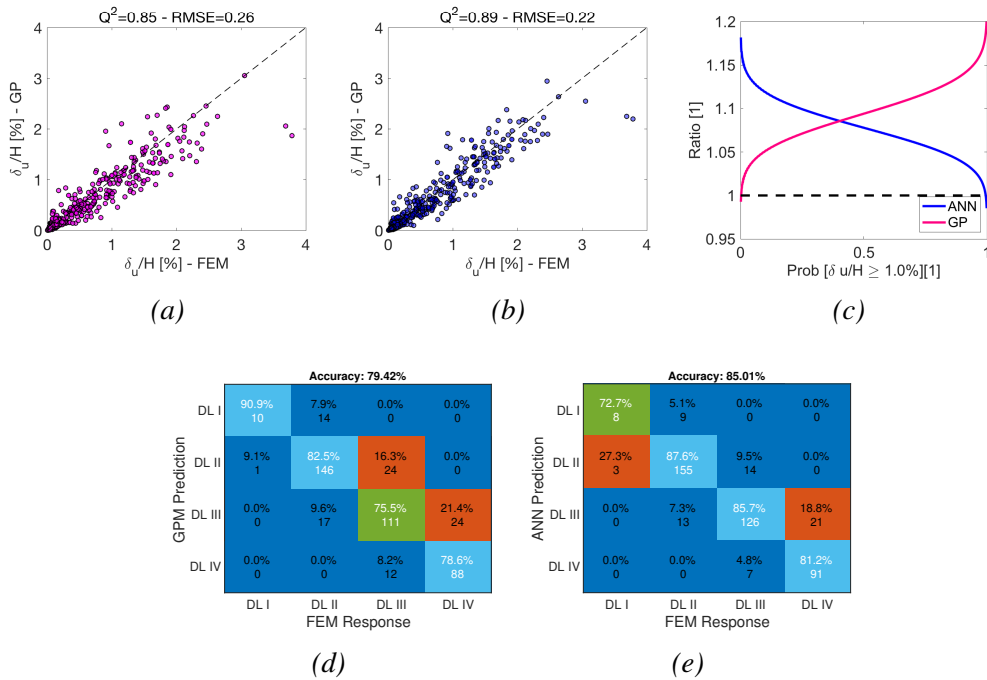 Q²=0.85 - RMSE=0.26
4
3
2
1
0
δ_u/H [%] - GP
0 1 2 3 4
δ_u/H [%] - FEM
(a)
Q²=0.89 - RMSE=0.22
4
3
2
1
0
δ_u/H [%] - GP
0 1 2 3 4
δ_u/H [%] - FEM
(b)
1.2
1.15
1.1
1.05
1
0.95
Ratio [1]
ANN
GP
0 0.5 1
Prob [δ u/H ≥ 1.0%][1]
(c)
Accuracy: 79.42%
GPM Prediction
DL I 90.9% 7.9% 0.0% 0.0%
10 14 0 0
DL II 9.1% 82.5% 16.3% 0.0%
1 146 24 0
DL III 0.0% 9.6% 75.5% 21.4%
0 17 111 24
DL IV 0.0% 0.0% 8.2% 78.6%
0 0 12 88
DL I DL II DL III DL IV
FEM Response
(d)
Accuracy: 85.01%
ANN Prediction
DL I 72.7% 5.1% 0.0% 0.0%
8 9 0 0
DL II 27.3% 87.6% 9.5% 0.0%
3 155 14 0
DL III 0.0% 7.3% 85.7% 18.8%
0 13 126 21
DL IV 0.0% 0.0% 4.8% 81.2%
0 0 7 91
DL I DL II DL III DL IV
FEM Response
(e)